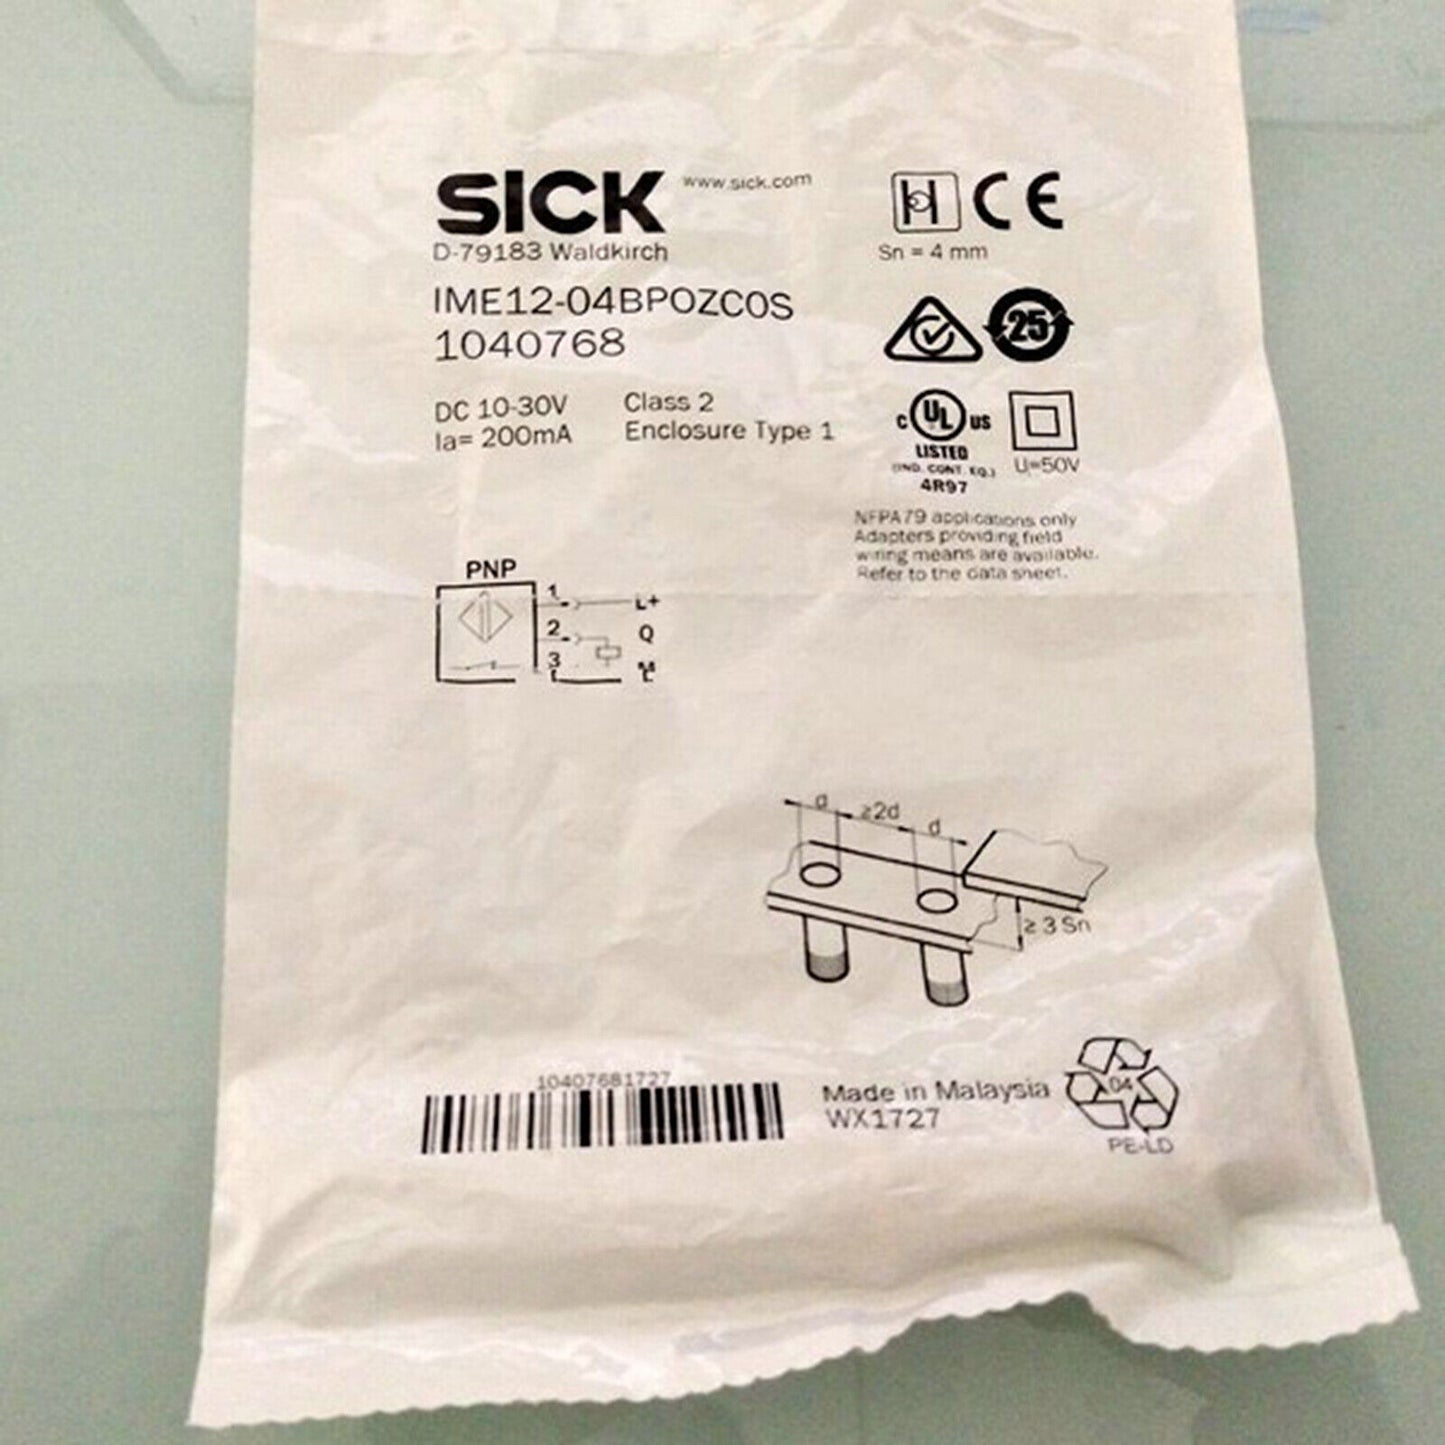 SICK www.sick.com
D-79183 Waldkirch
IME12-04BPOZC0S
1040768
DC 10-30V Class 2
Ia= 200mA Enclosure Type 1
CE
Sn = 4 mm
25
C UL US
LISTED
(IND. CONT. EQ.)
4R97
U=50V
NFPA79 applications only
Adapters providing field
wiring means are available.
Refer to the data sheet.
PNP
1 L+
2 Q
3 M
d ≥2d d
≥ 3 Sn
10407681727
Made in Malaysia
WX1727
04
PE-LD